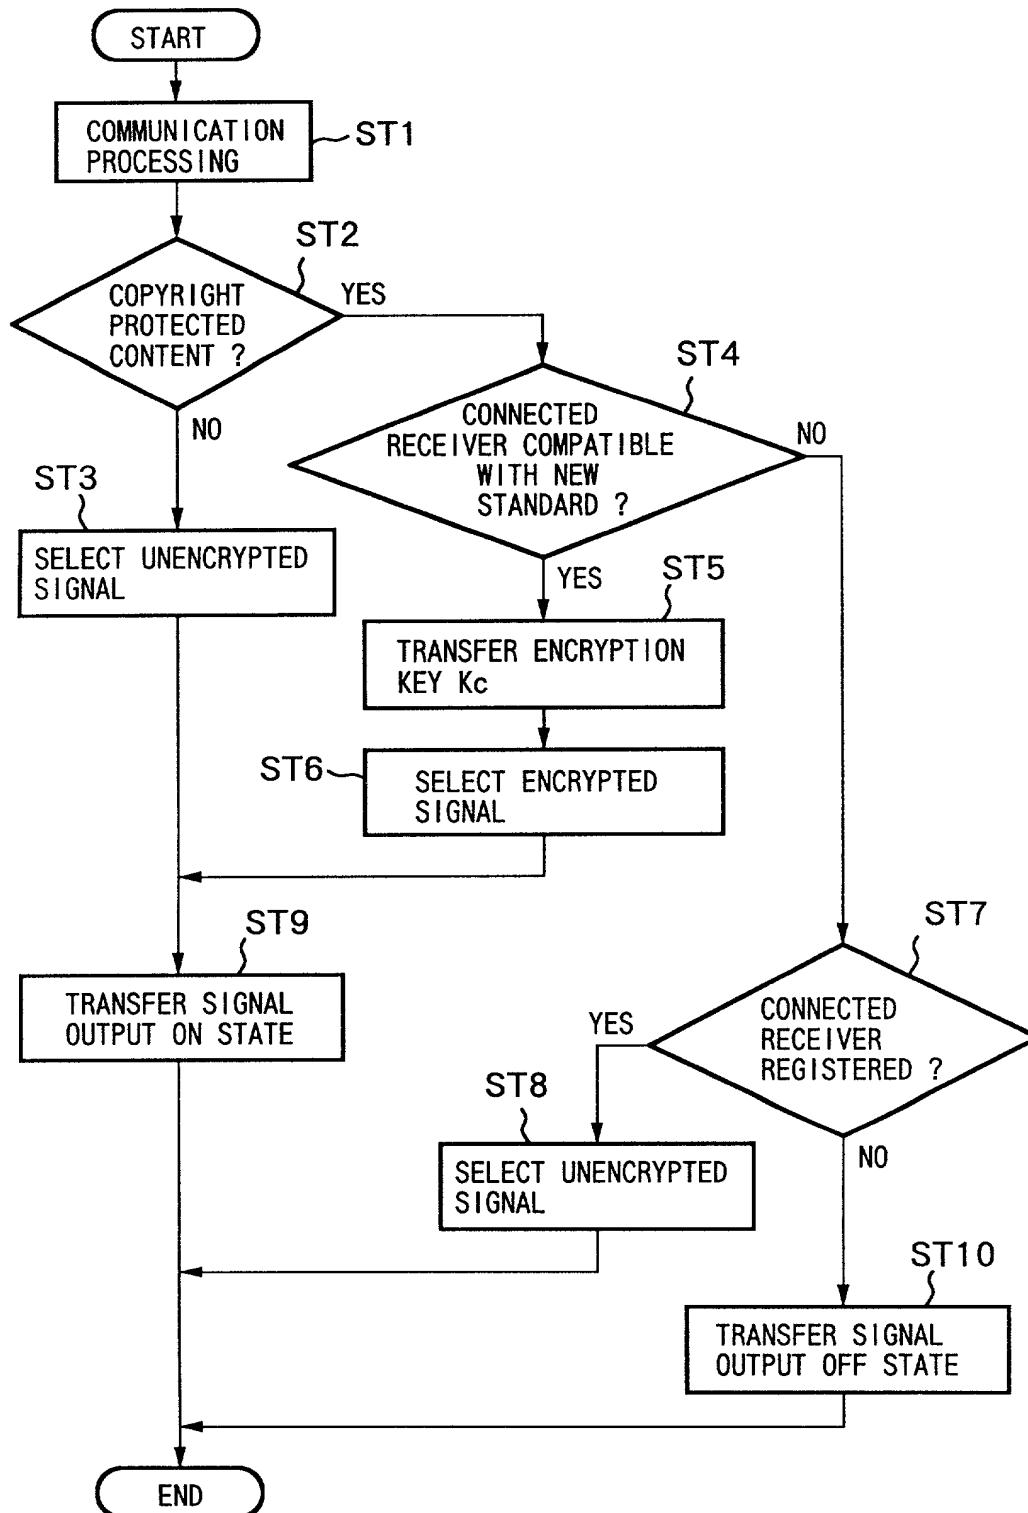 START
COMMUNICATION
PROCESSING
ST1
ST2
COPYRIGHT
PROTECTED
CONTENT ?
YES
NO
ST4
CONNECTED
RECEIVER COMPATIBLE
WITH NEW
STANDARD ?
NO
YES
ST3
SELECT UNENCRYPTED
SIGNAL
ST5
TRANSFER ENCRYPTION
KEY Kc
ST6
SELECT ENCRYPTED
SIGNAL
ST9
TRANSFER SIGNAL
OUTPUT ON STATE
ST7
CONNECTED
RECEIVER
REGISTERED ?
YES
NO
ST8
SELECT UNENCRYPTED
SIGNAL
ST10
TRANSFER SIGNAL
OUTPUT OFF STATE
END